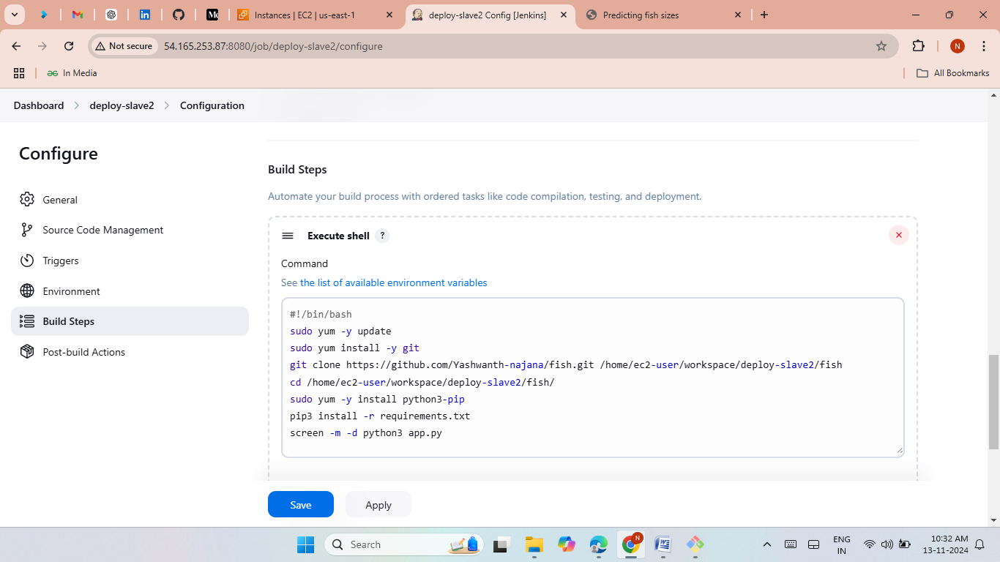 Instances | EC2 | us-east-1
deploy-slave2 Config [Jenkins]
Predicting fish sizes
Not secure
54.165.253.87:8080/job/deploy-slave2/configure
N
In Media
All Bookmarks
Dashboard
deploy-slave2
Configuration
Configure
General
Source Code Management
Triggers
Environment
Build Steps
Post-build Actions
Build Steps
Automate your build process with ordered tasks like code compilation, testing, and deployment.
Execute shell ?
Command
See the list of available environment variables
#!/bin/bash
sudo yum -y update
sudo yum install -y git
git clone https://github.com/Yashwanth-najana/fish.git /home/ec2-user/workspace/deploy-slave2/fish
cd /home/ec2-user/workspace/deploy-slave2/fish/
sudo yum -y install python3-pip
pip3 install -r requirements.txt
screen -m -d python3 app.py
Save
Apply
Search
ENG
IN
10:32 AM
13-11-2024